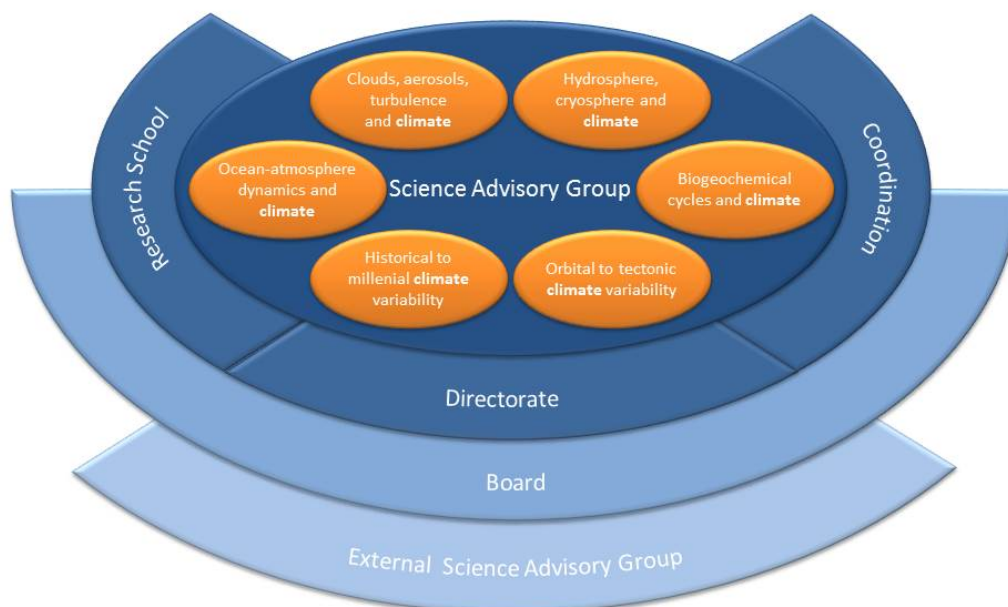 Clouds, aerosols,
turbulence
and climate
Hydrosphere,
cryosphere and
climate
Research School
Coordination
Ocean-atmosphere
dynamics and
climate
Science Advisory Group
Biogeochemical
cycles and climate
Historical to
millenial climate
variability
Orbital to tectonic
climate variability
Directorate
Board
External Science Advisory Group